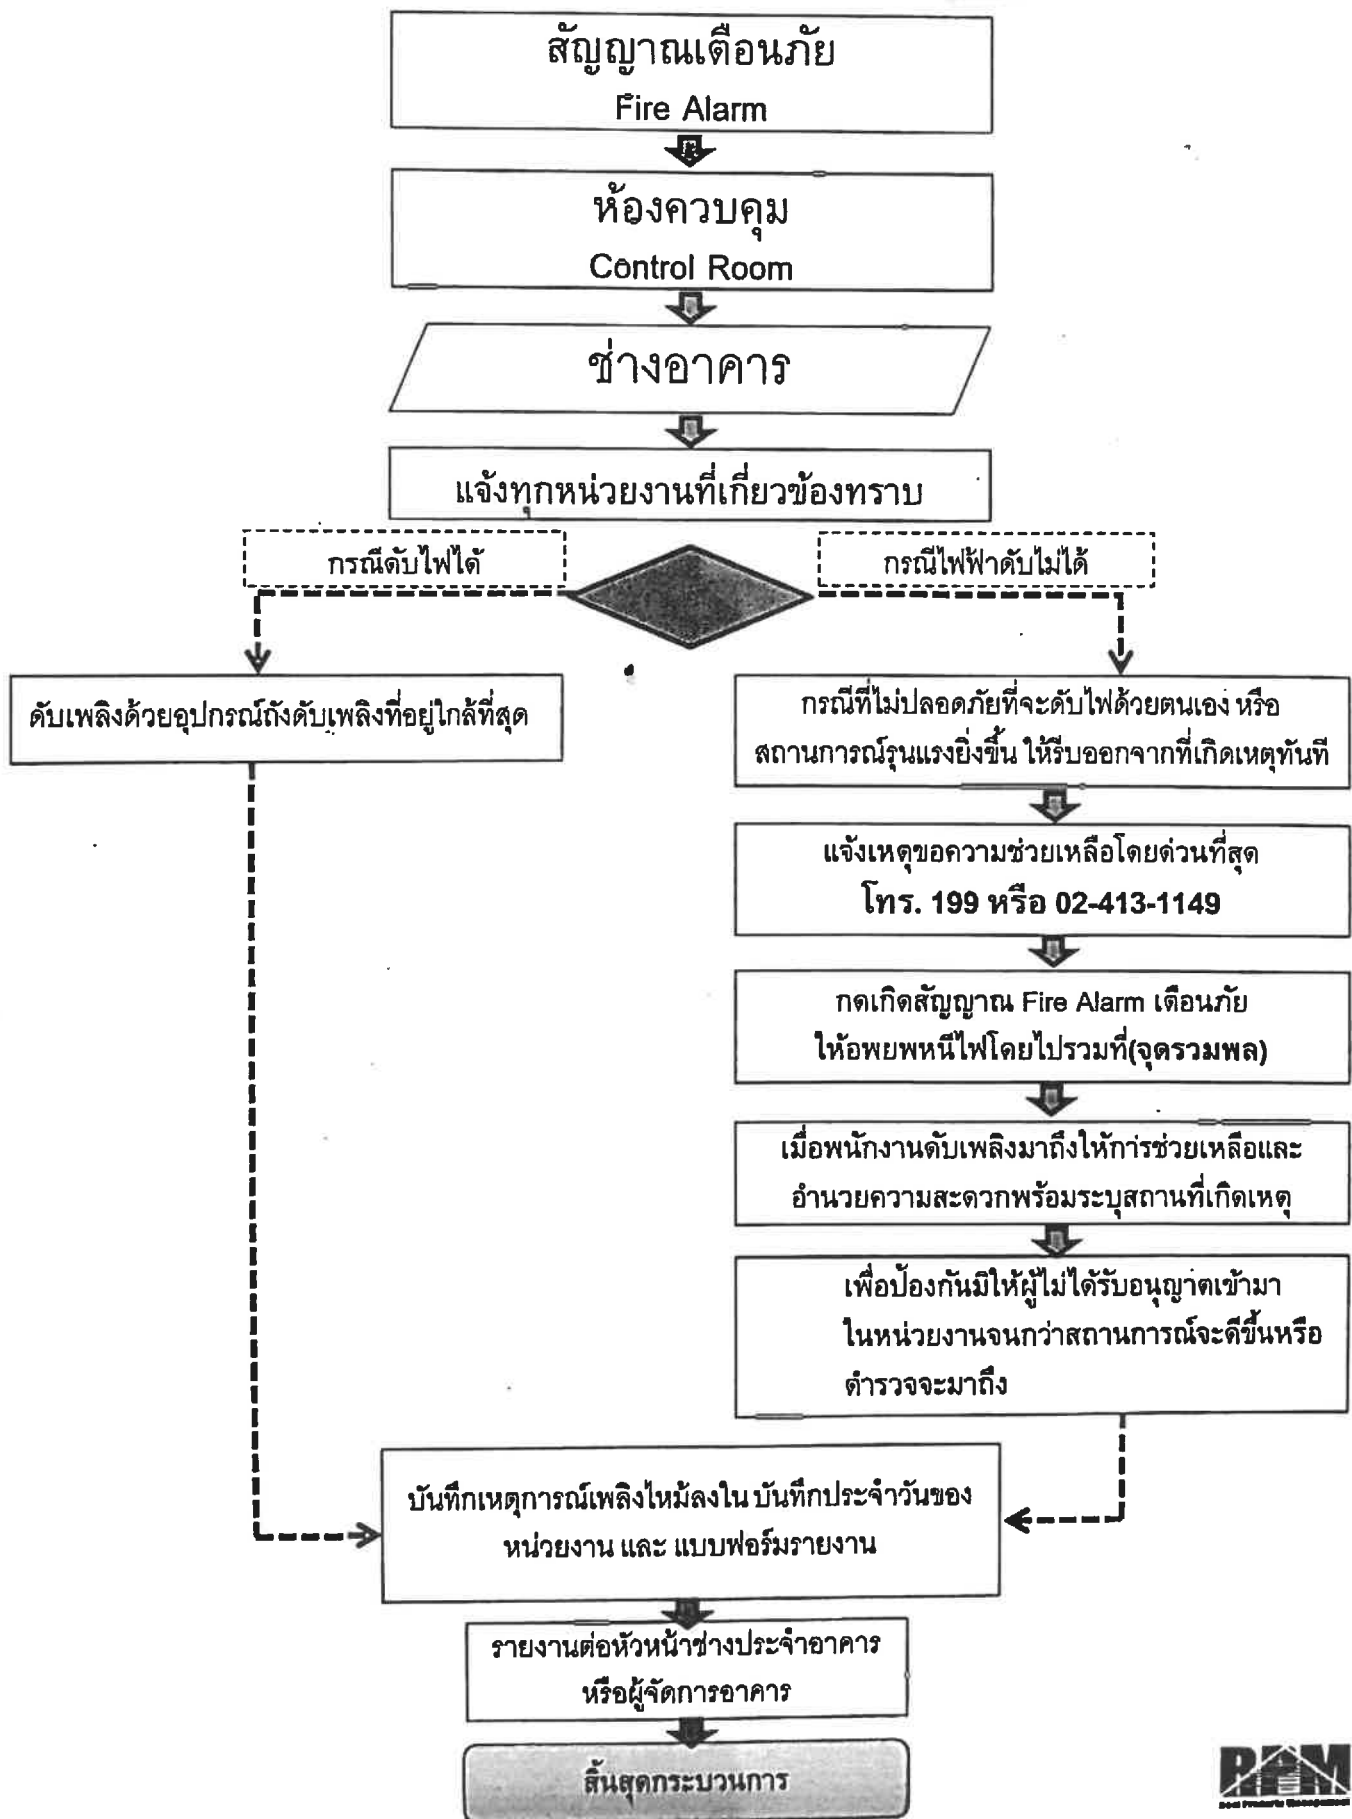 สัญญาณเตือนภัย
Fire Alarm
ห้องควบคุม
Control Room
ช่างอาคาร
แจ้งทุกหน่วยงานที่เกี่ยวข้องทราบ
กรณีดับไฟได้
กรณีไฟฟ้าดับไม่ได้
ดับเพลิงด้วยอุปกรณ์ถังดับเพลิงที่อยู่ใกล้ที่สุด
กรณีที่ไม่ปลอดภัยที่จะดับไฟด้วยตนเอง หรือ
สถานการณ์รุนแรงยิ่งขึ้น ให้รีบออกจากที่เกิดเหตุทันที
แจ้งเหตุขอความช่วยเหลือโดยด่วนที่สุด
โทร. 199 หรือ 02-413-1149
กดเกิดสัญญาณ Fire Alarm เตือนภัย
ให้อพยพหนีไฟโดยไปรวมที่(จุดรวมพล)
เมื่อพนักงานดับเพลิงมาถึงให้การช่วยเหลือและ
อำนวยความสะดวกพร้อมระบุสถานที่เกิดเหตุ
เพื่อป้องกันมิให้ผู้ไม่ได้รับอนุญาตเข้ามา
ในหน่วยงานจนกว่าสถานการณ์จะดีขึ้นหรือ
ตำรวจจะมาถึง
บันทึกเหตุการณ์เพลิงไหม้ลงใน บันทึกประจำวันของ
หน่วยงาน และ แบบฟอร์มรายงาน
รายงานต่อหัวหน้าช่างประจำอาคาร
หรือผู้จัดการอาคาร
สิ้นสุดกระบวนการ
RPM